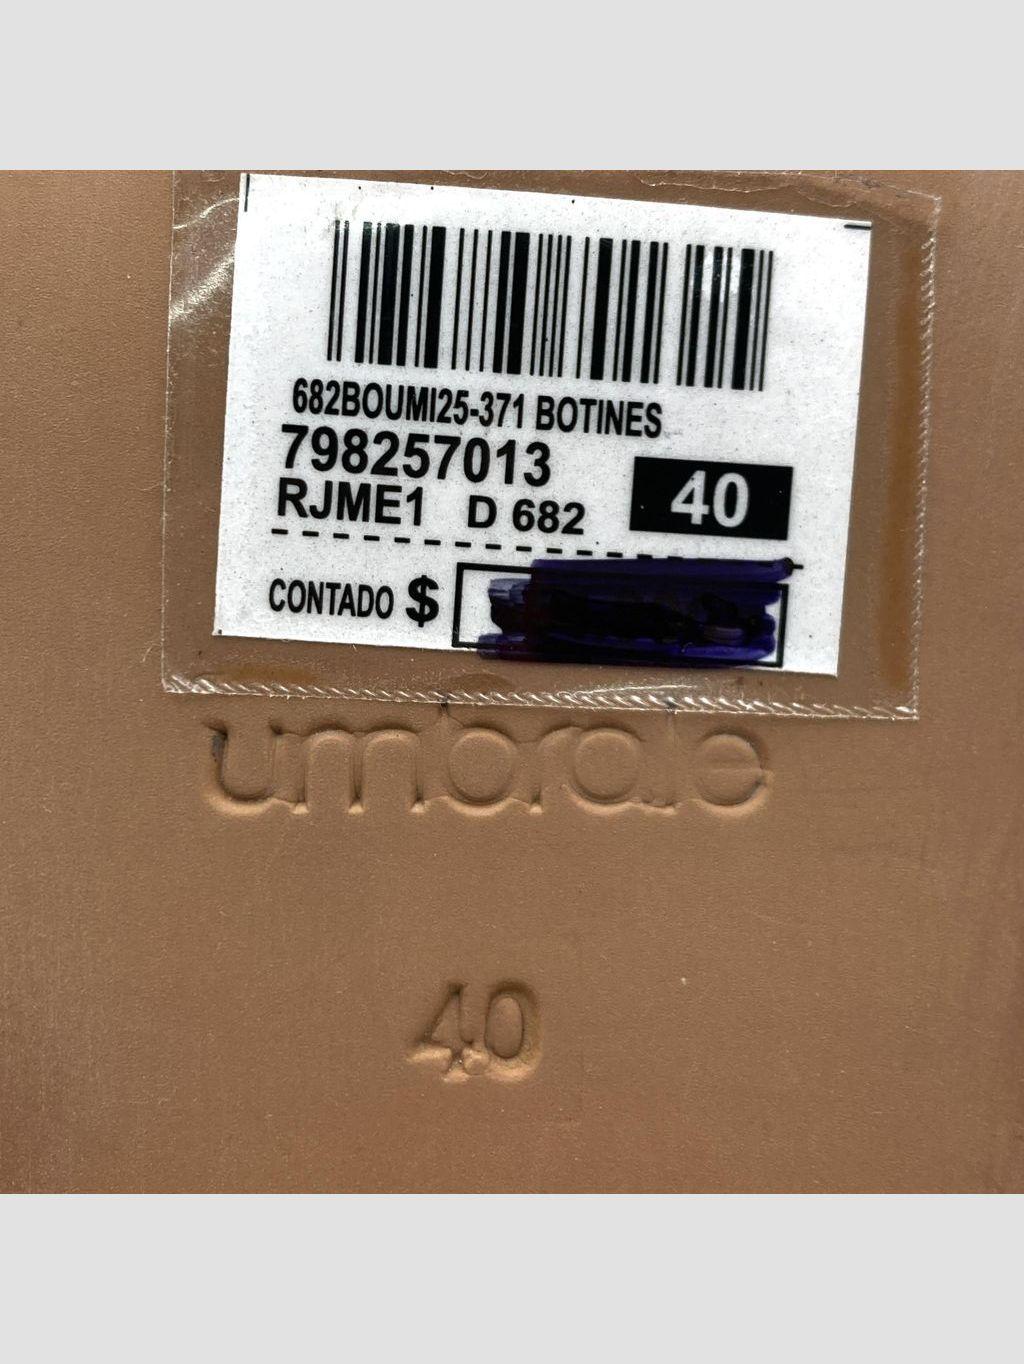 682BOUMI25-371 BOTINES
798257013
RJME1 D 682 40
CONTADO $
umbrale
40